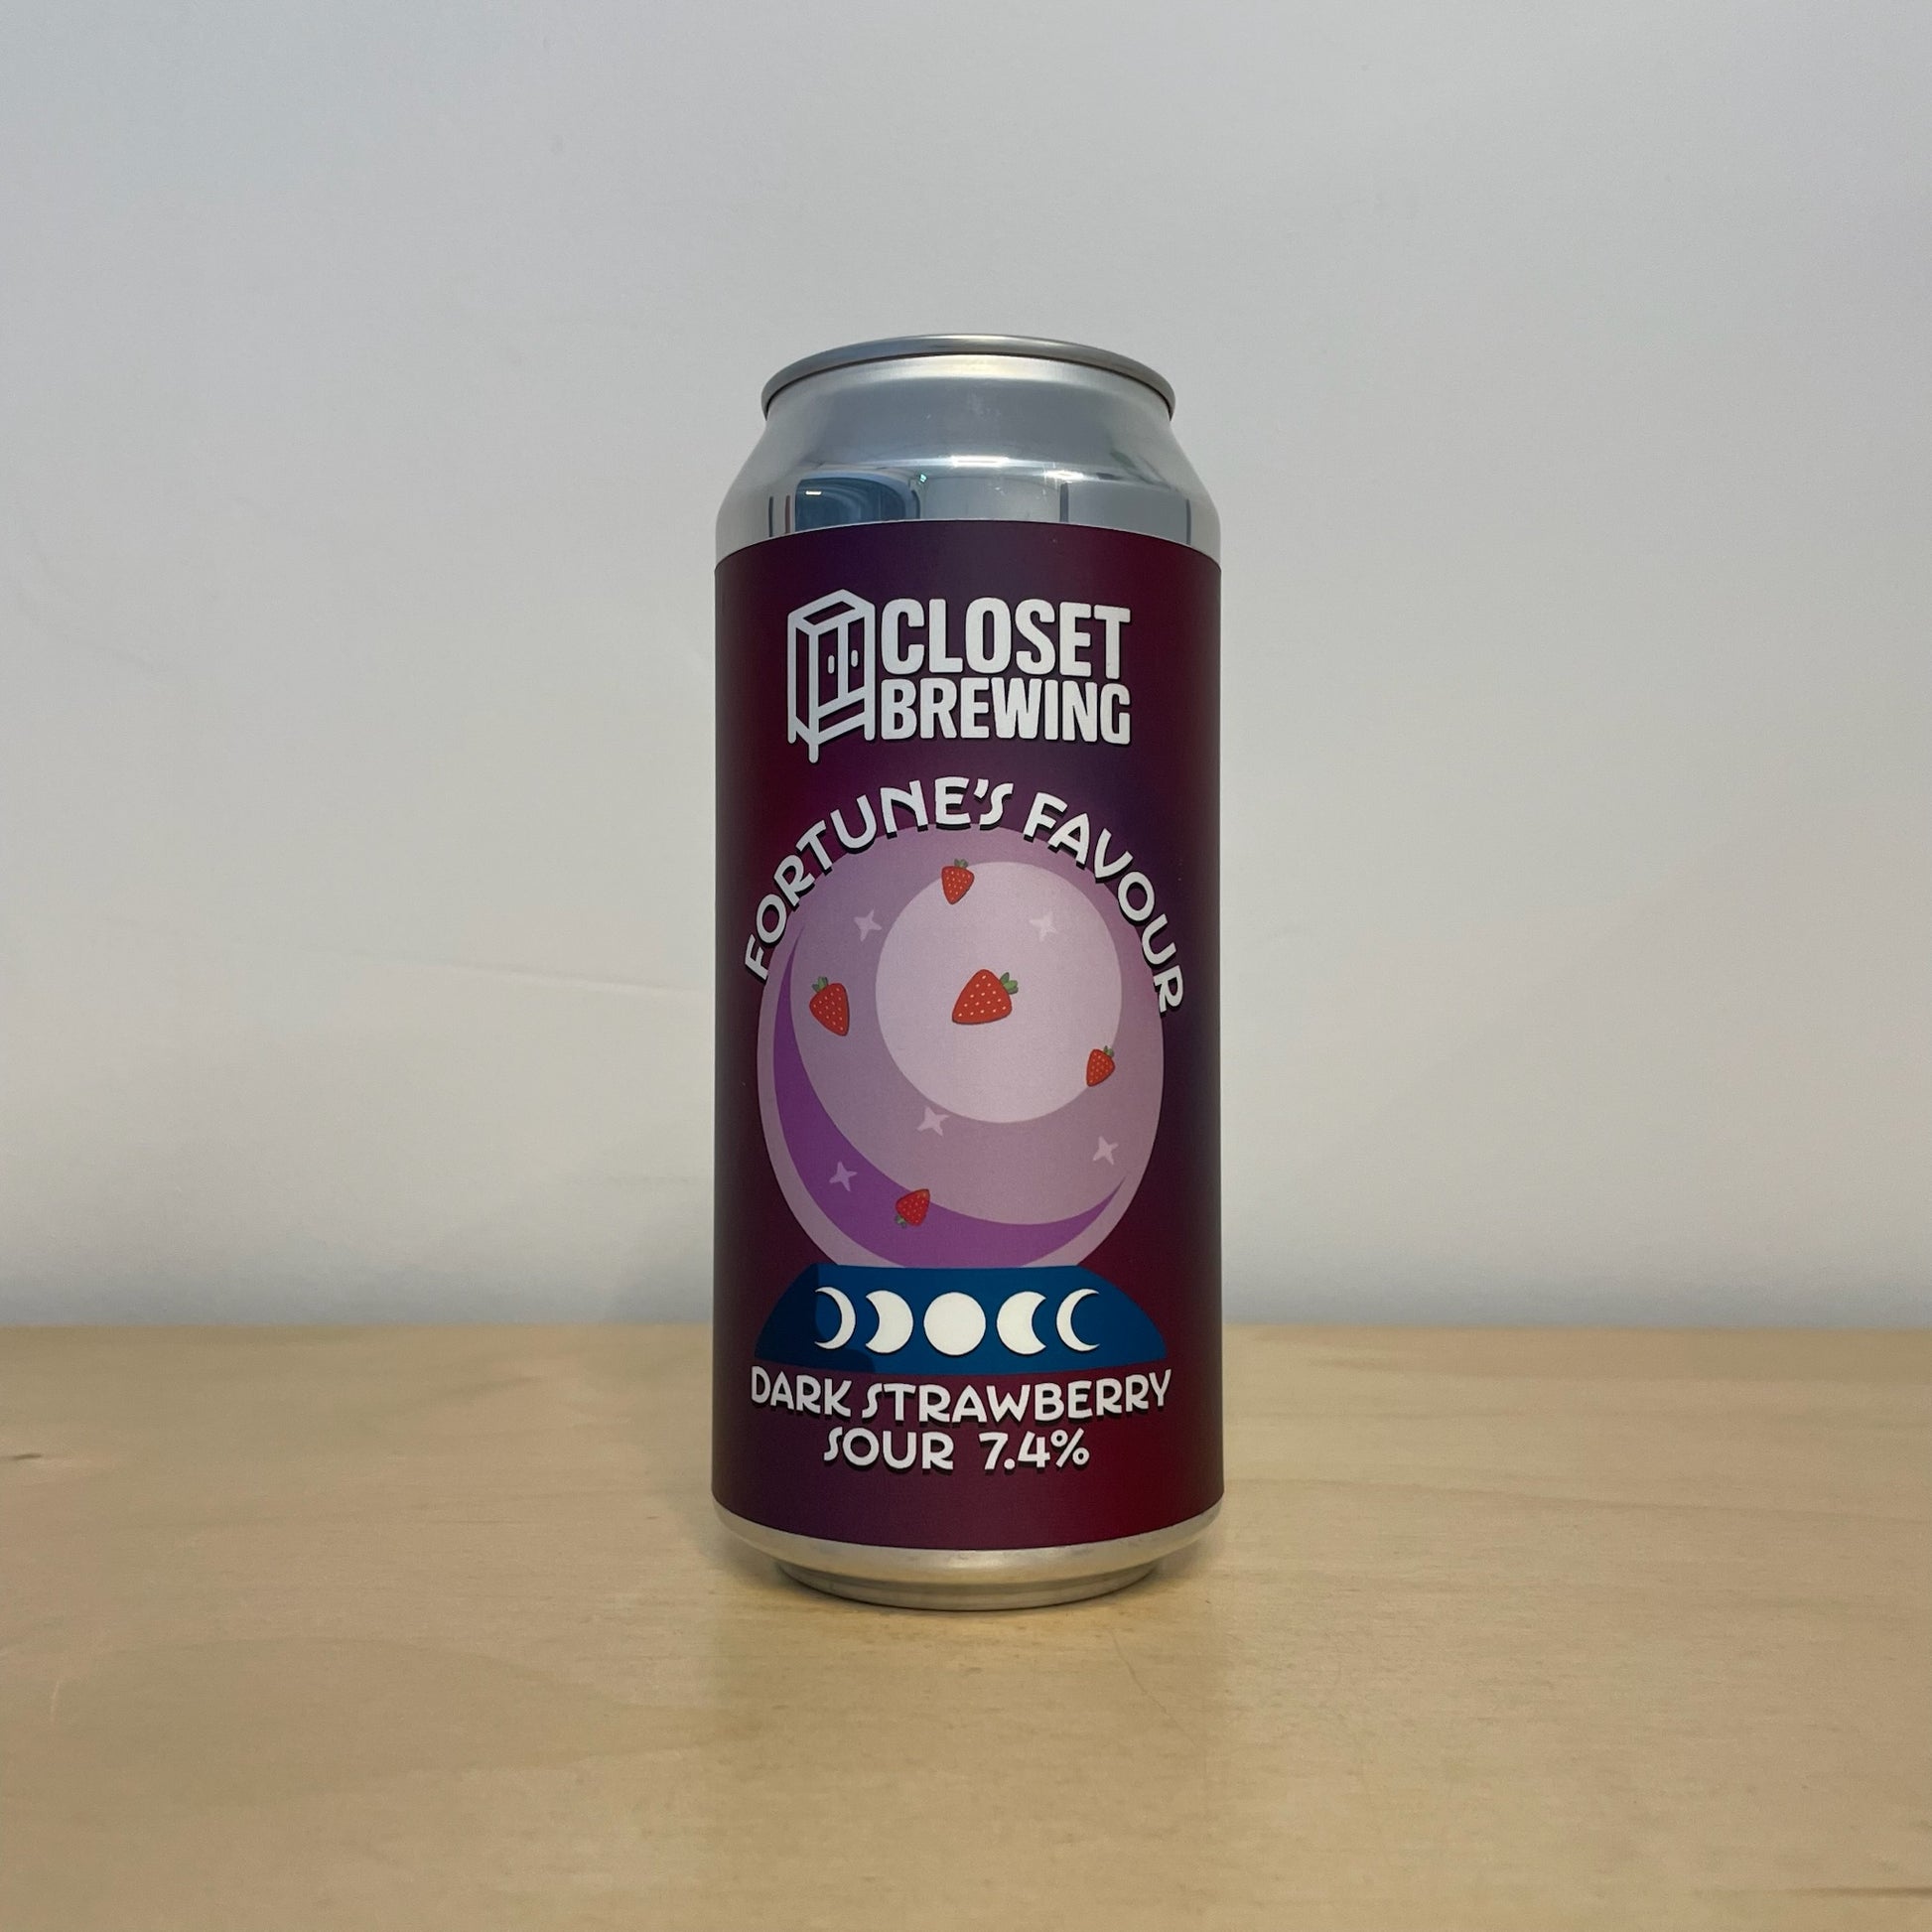 CLOSET
BREWING
FORTUNE'S FAVOUR
DARK STRAWBERRY
SOUR 7.4%